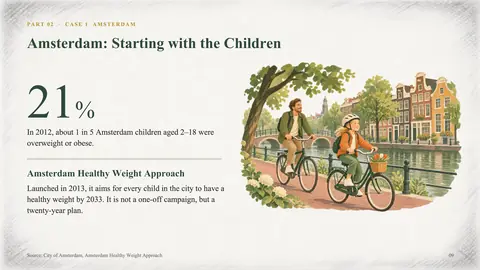 PART 02 · CASE 1 AMSTERDAM
Amsterdam: Starting with the Children
21%
In 2012, about 1 in 5 Amsterdam children aged 2–18 were
overweight or obese.
Amsterdam Healthy Weight Approach
Launched in 2013, it aims for every child in the city to have a
healthy weight by 2033. It is not a one-off campaign, but a
twenty-year plan.
Source: City of Amsterdam, Amsterdam Healthy Weight Approach